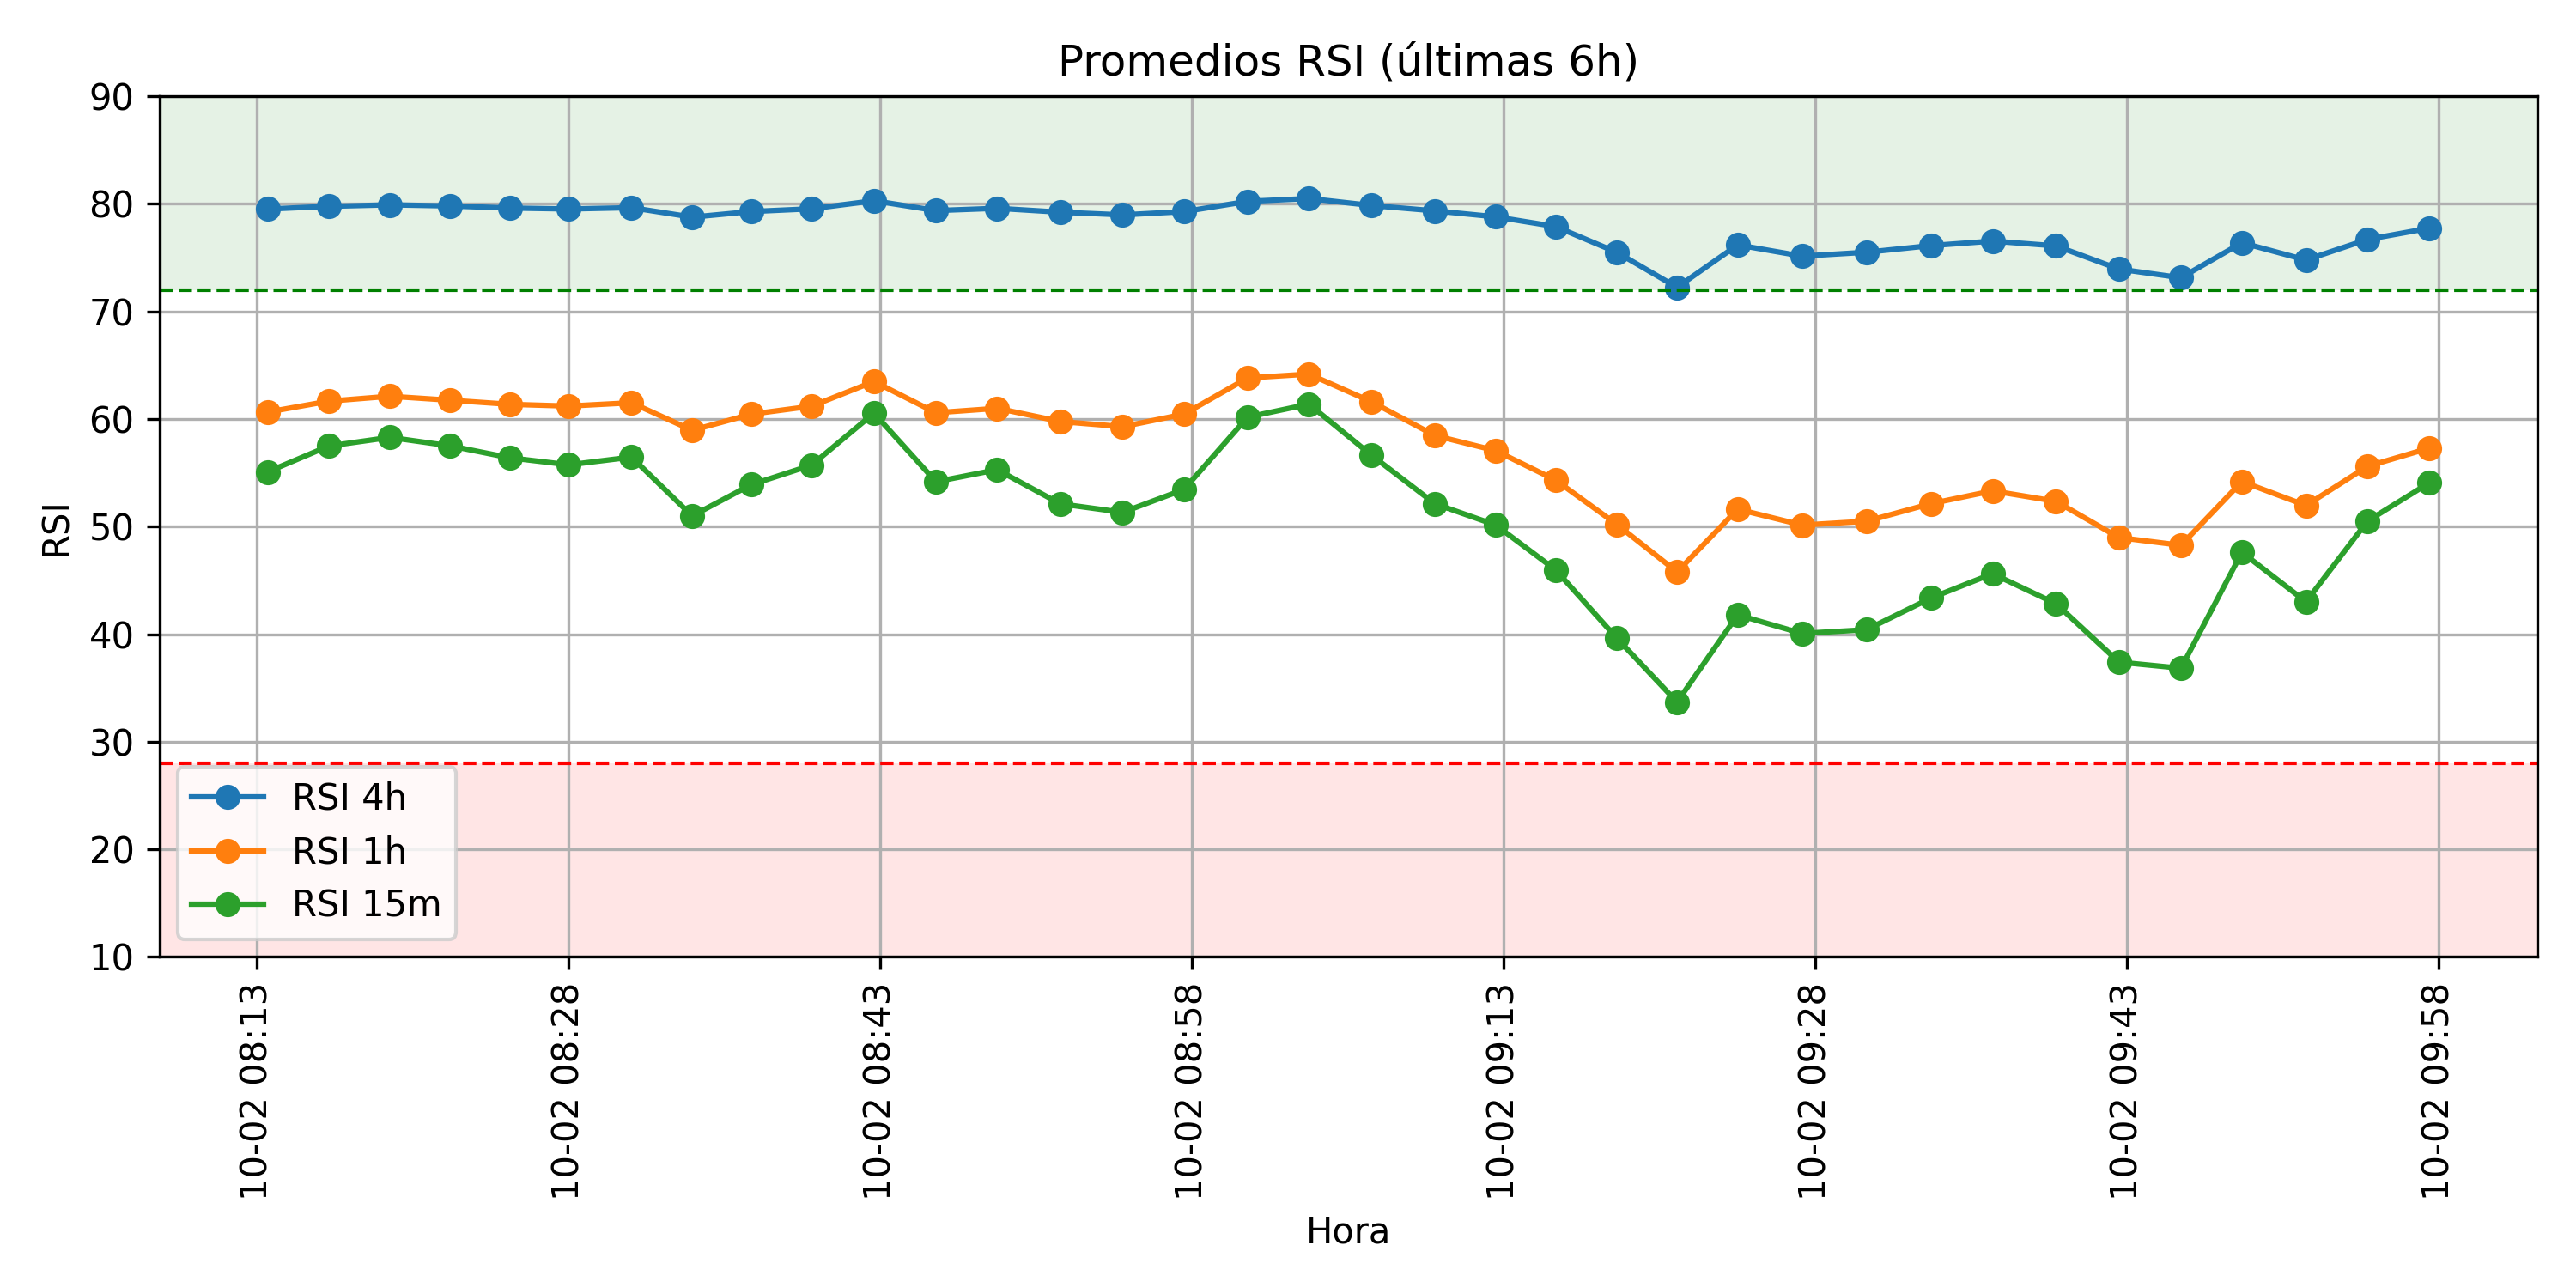 Promedios RSI (últimas 6h)
90
80
70
60
50
40
30
20
10
RSI
RSI 4h
RSI 1h
RSI 15m
10-02 08:13
10-02 08:28
10-02 08:43
10-02 08:58
10-02 09:13
10-02 09:28
10-02 09:43
10-02 09:58
Hora